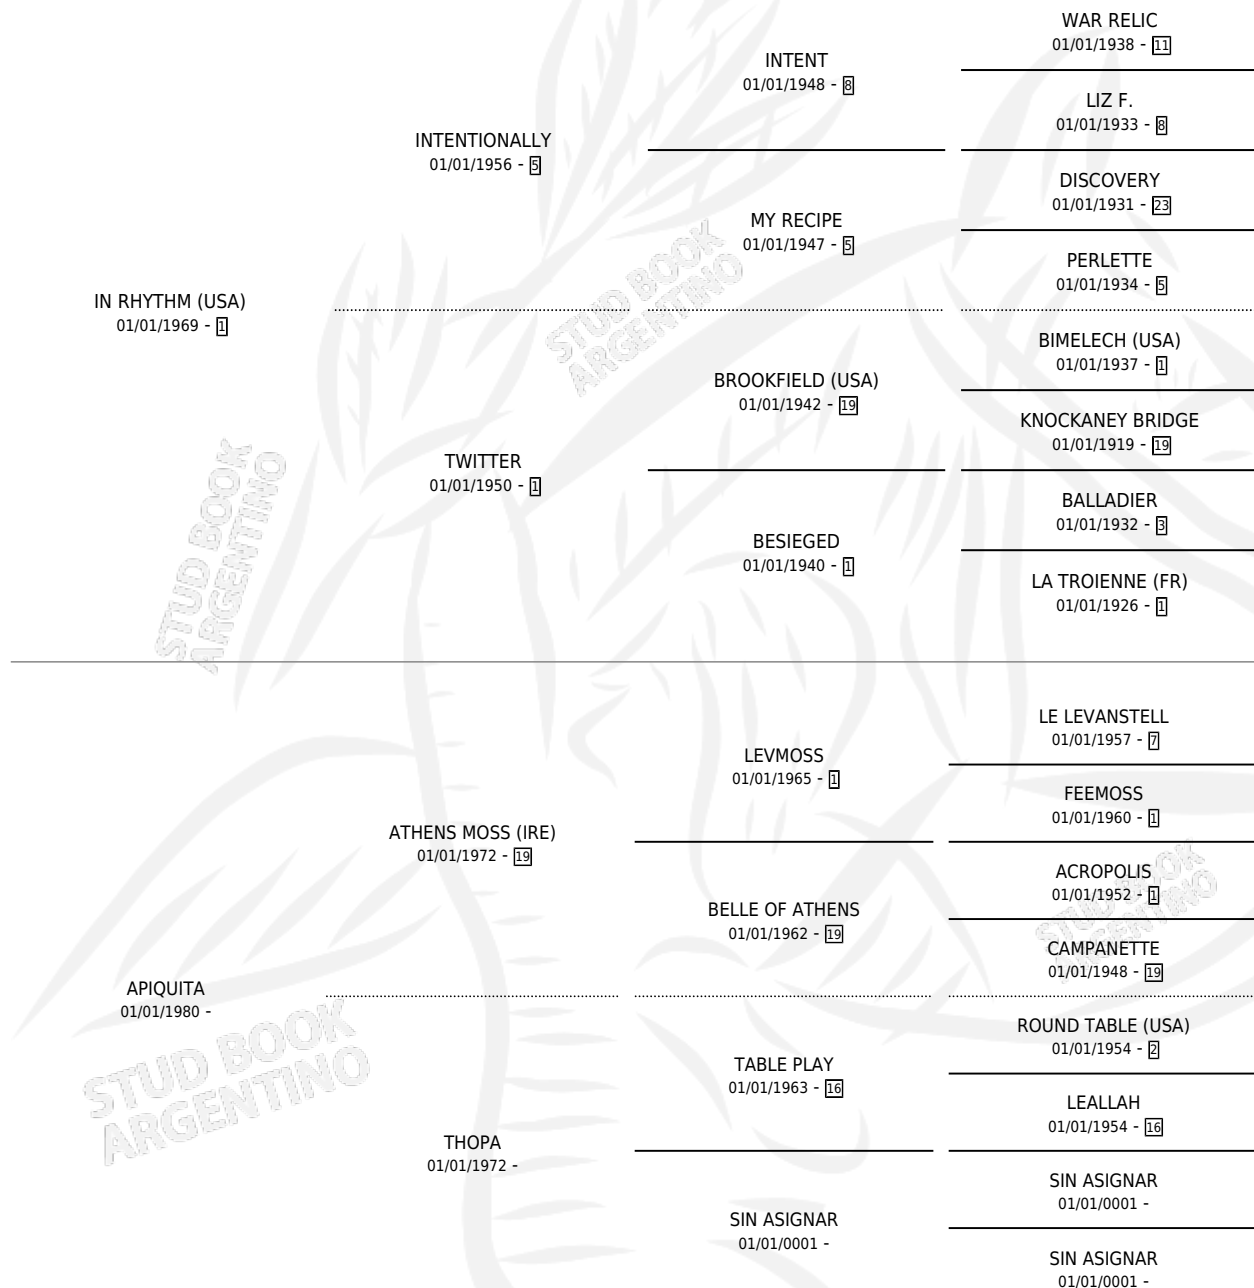 WAR RELIC
01/01/1938 - 11
INTENT
01/01/1948 - 8
LIZ F.
01/01/1933 - 8
INTENTIONALLY
01/01/1956 - 5
DISCOVERY
01/01/1931 - 23
MY RECIPE
01/01/1947 - 5
PERLETTE
01/01/1934 - 5
IN RHYTHM (USA)
01/01/1969 - 1
BIMELECH (USA)
01/01/1937 - 1
BROOKFIELD (USA)
01/01/1942 - 19
KNOCKANEY BRIDGE
01/01/1919 - 19
TWITTER
01/01/1950 - 1
BALLADIER
01/01/1932 - 3
BESIEGED
01/01/1940 - 1
LA TROIENNE (FR)
01/01/1926 - 1
LE LEVANSTELL
01/01/1957 - 7
LEVMOSS
01/01/1965 - 1
FEEMOSS
01/01/1960 - 1
ATHENS MOSS (IRE)
01/01/1972 - 19
ACROPOLIS
01/01/1952 - 1
BELLE OF ATHENS
01/01/1962 - 19
CAMPANETTE
01/01/1948 - 19
APIQUITA
01/01/1980 -
ROUND TABLE (USA)
01/01/1954 - 2
TABLE PLAY
01/01/1963 - 16
LEALLAH
01/01/1954 - 16
THOPA
01/01/1972 -
SIN ASIGNAR
01/01/0001 -
SIN ASIGNAR
01/01/0001 -
SIN ASIGNAR
01/01/0001 -
STUD BOOK
ARGENTINO
STUD BOOK
ARGENTINO
STUD BOOK
ARGENTINO
STUD BOOK
ARGENTINO